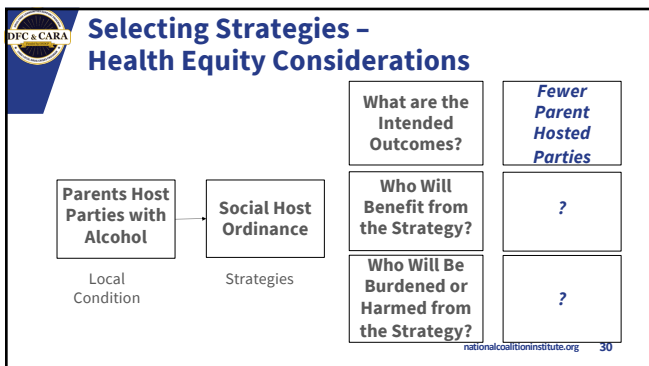 DFC & CARA
Selecting Strategies –
Health Equity Considerations
What are the
Intended
Outcomes?
Fewer
Parent
Hosted
Parties
Parents Host
Parties with
Alcohol
Social Host
Ordinance
Who Will
Benefit from
the Strategy?
?
Local
Condition
Strategies
Who Will Be
Burdened or
Harmed from
the Strategy?
?
nationalcoalitioninstitute.org 30